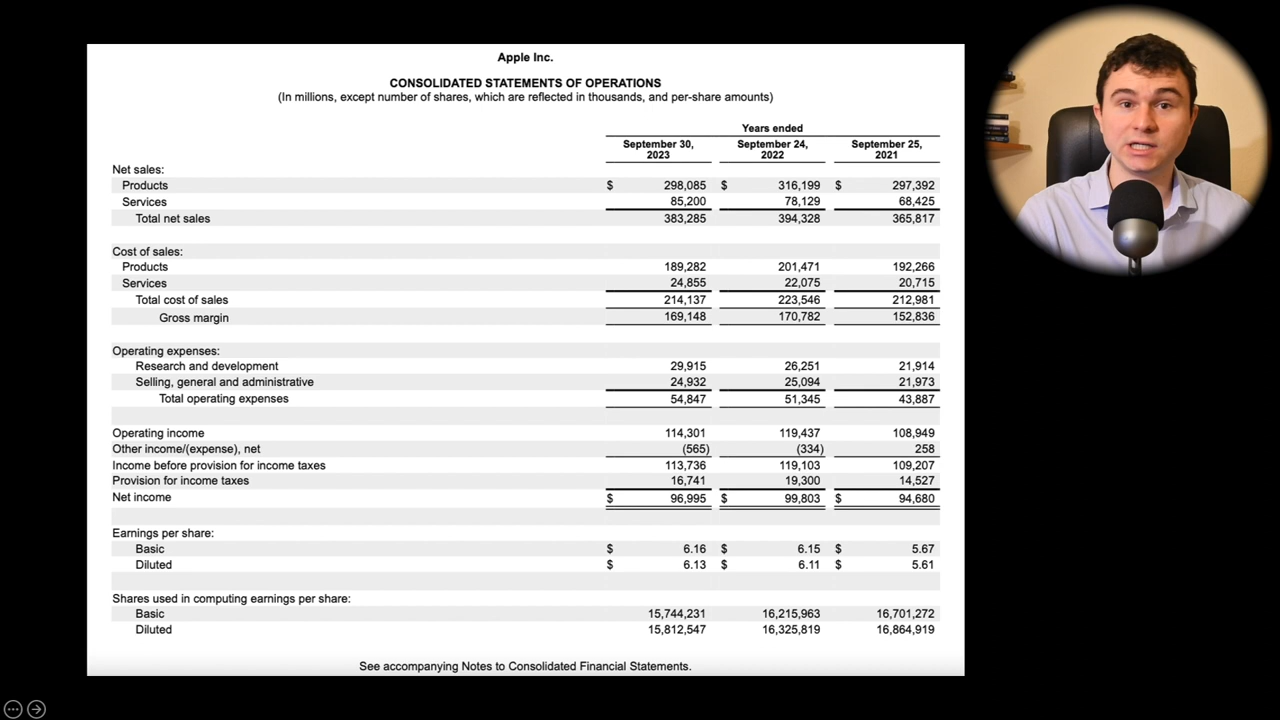 Apple Inc.
CONSOLIDATED STATEMENTS OF OPERATIONS
(In millions, except number of shares, which are reflected in thousands, and per-share amounts)
Years ended
September 30, 2023 September 24, 2022 September 25, 2021
Net sales:
Products $ 298,085 $ 316,199 $ 297,392
Services 85,200 78,129 68,425
Total net sales 383,285 394,328 365,817
Cost of sales:
Products 189,282 201,471 192,266
Services 24,855 22,075 20,715
Total cost of sales 214,137 223,546 212,981
Gross margin 169,148 170,782 152,836
Operating expenses:
Research and development 29,915 26,251 21,914
Selling, general and administrative 24,932 25,094 21,973
Total operating expenses 54,847 51,345 43,887
Operating income 114,301 119,437 108,949
Other income/(expense), net (565) (334) 258
Income before provision for income taxes 113,736 119,103 109,207
Provision for income taxes 16,741 19,300 14,527
Net income $ 96,995 $ 99,803 $ 94,680
Earnings per share:
Basic $ 6.16 $ 6.15 $ 5.67
Diluted $ 6.13 $ 6.11 $ 5.61
Shares used in computing earnings per share:
Basic 15,744,231 16,215,963 16,701,272
Diluted 15,812,547 16,325,819 16,864,919
See accompanying Notes to Consolidated Financial Statements.